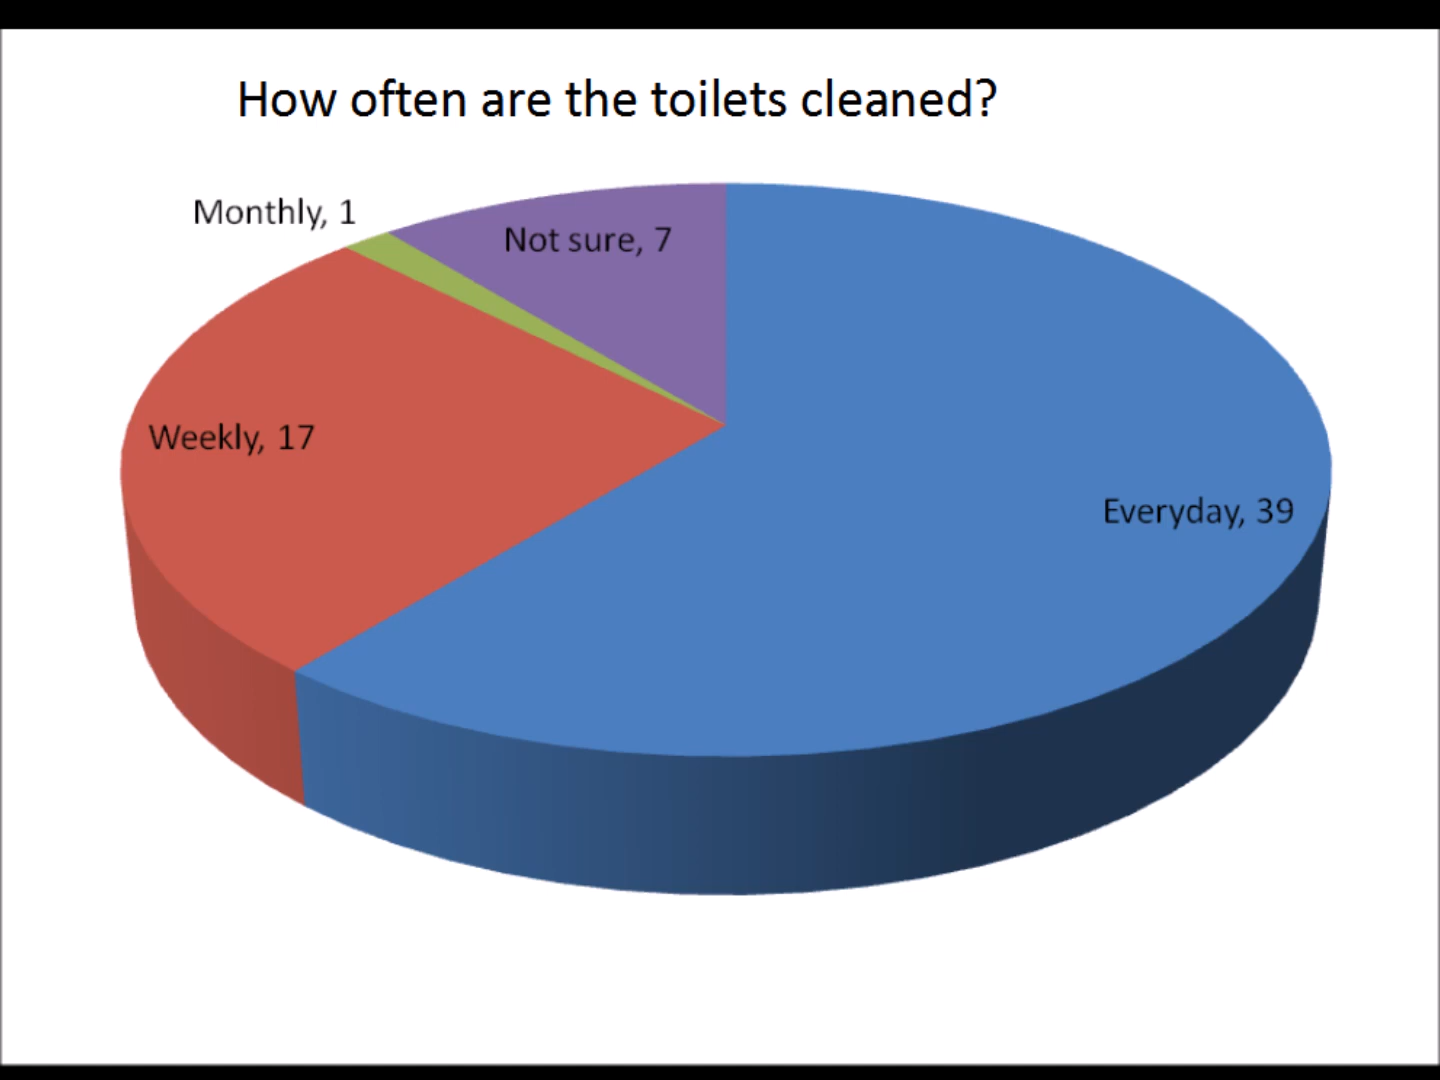 How often are the toilets cleaned?
Monthly, 1
Not sure, 7
Weekly, 17
Everyday, 39